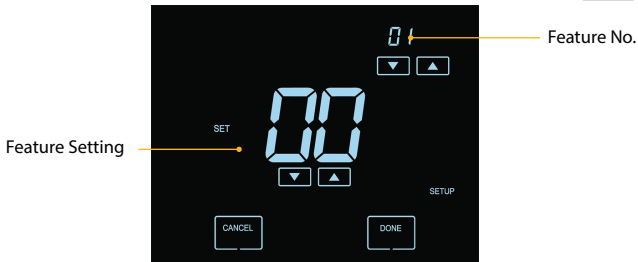 01
Feature No.
00
SET
Feature Setting
SETUP
CANCEL
DONE